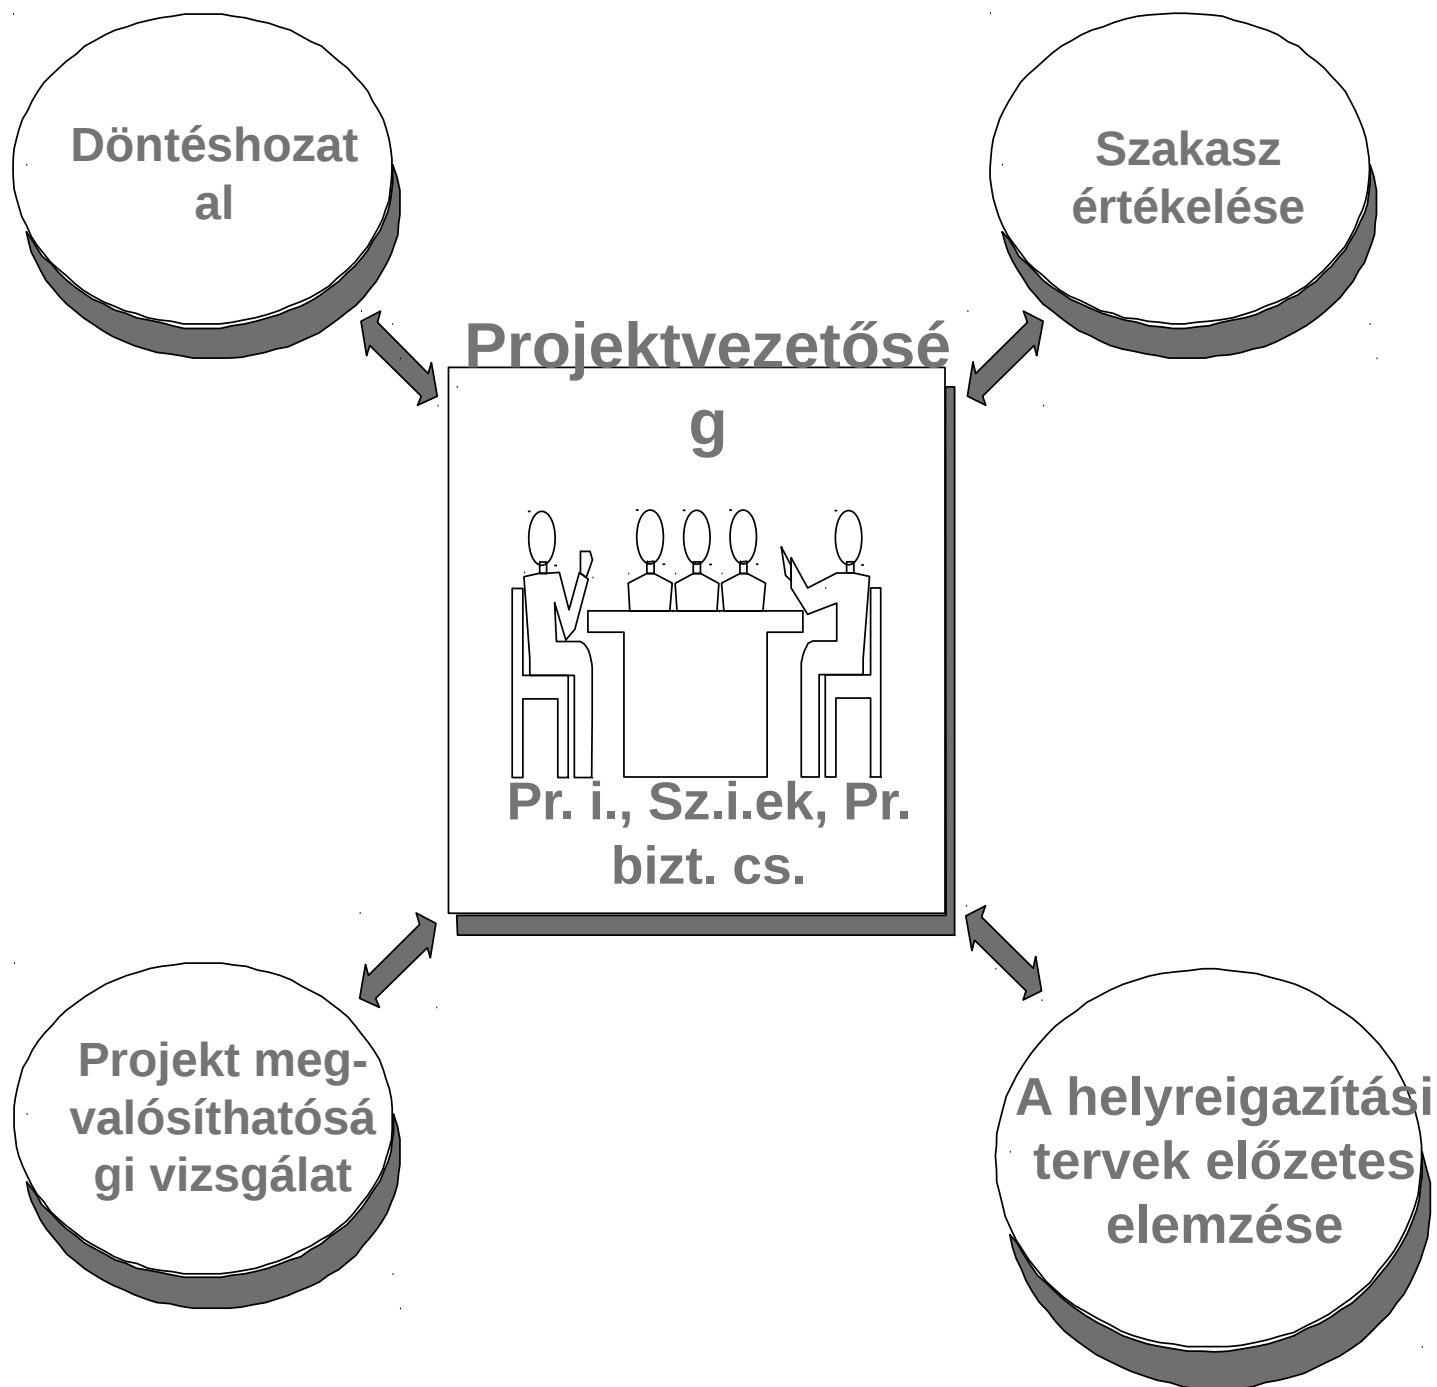 Döntéshozat
al
Szakasz
értékelése
Projektvezetősé
g
Pr. i., Sz.i.ek, Pr.
bizt. cs.
Projekt meg-
valósíthatósá
gi vizsgálat
A helyreigazítási
tervek előzetes
elemzése